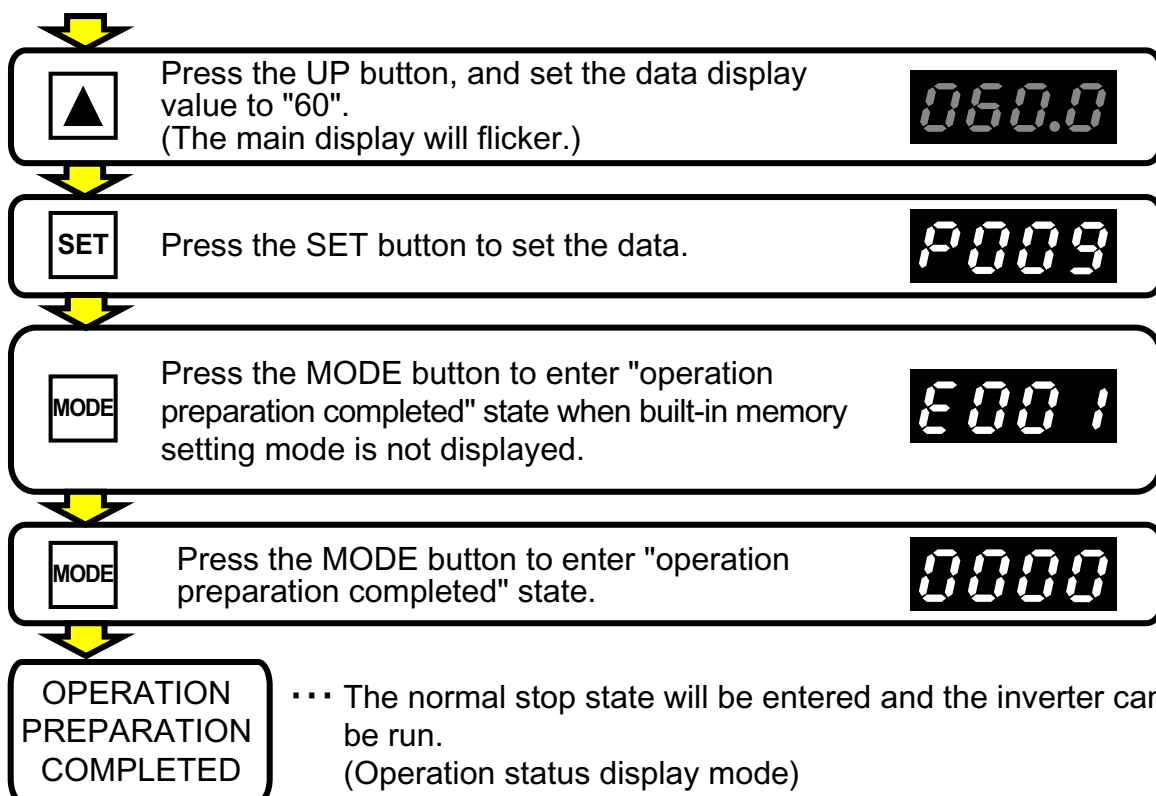 Press the UP button, and set the data display
value to "60".
(The main display will flicker.)
060.0
SET
Press the SET button to set the data.
P009
MODE
Press the MODE button to enter "operation
preparation completed" state when built-in memory
setting mode is not displayed.
E001
MODE
Press the MODE button to enter "operation
preparation completed" state.
0000
OPERATION
PREPARATION
COMPLETED
··· The normal stop state will be entered and the inverter can
be run.
(Operation status display mode)